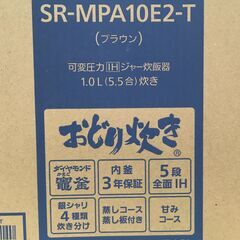 SR-MPA10E2-T
(ブラウン)
可変圧力IHジャー炊飯器
1.0L(5.5合)炊き
おどり炊き®
ダイヤモンド
かまど
竈釜
内釜
3年保証
5段
全面IH
銀シャリ
4種類
炊き分け
蒸しコース
蒸し板付き
甘み
コース